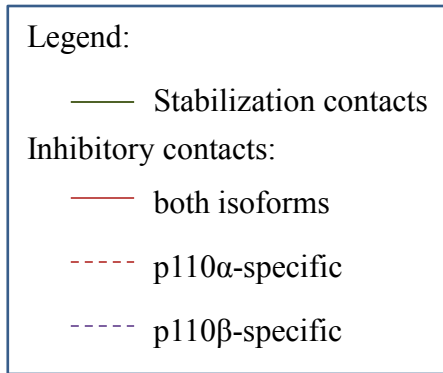 Legend:
Stabilization contacts
Inhibitory contacts:
both isoforms
p110α-specific
p110β-specific